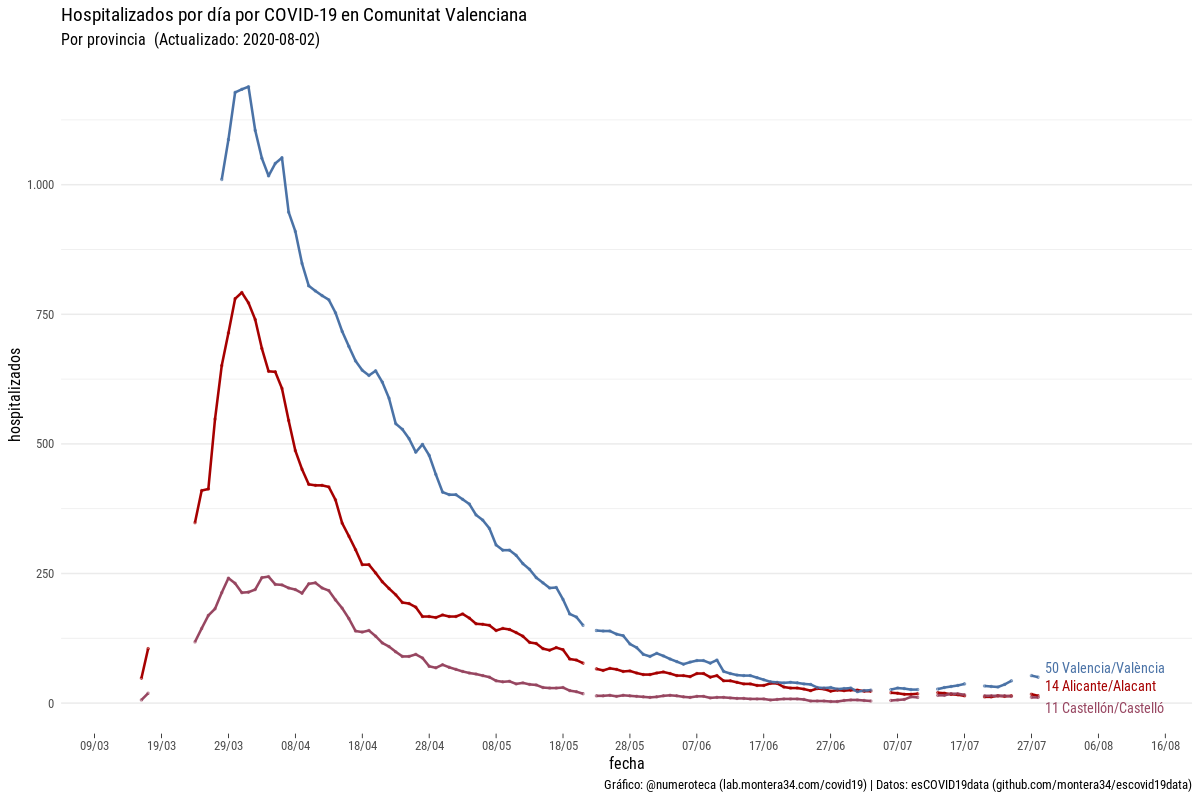 Hospitalizados por día por COVID-19 en Comunitat Valenciana
Por provincia  (Actualizado: 2020-08-02)
hospitalizados
1.000
750
500
250
0
50 Valencia/València
14 Alicante/Alacant
11 Castellón/Castelló
09/03 19/03 29/03 08/04 18/04 28/04 08/05 18/05 28/05 07/06 17/06 27/06 07/07 17/07 27/07 06/08 16/08
fecha
Gráfico: @numeroteca (lab.montera34.com/covid19) | Datos: esCOVID19data (github.com/montera34/escovid19data)